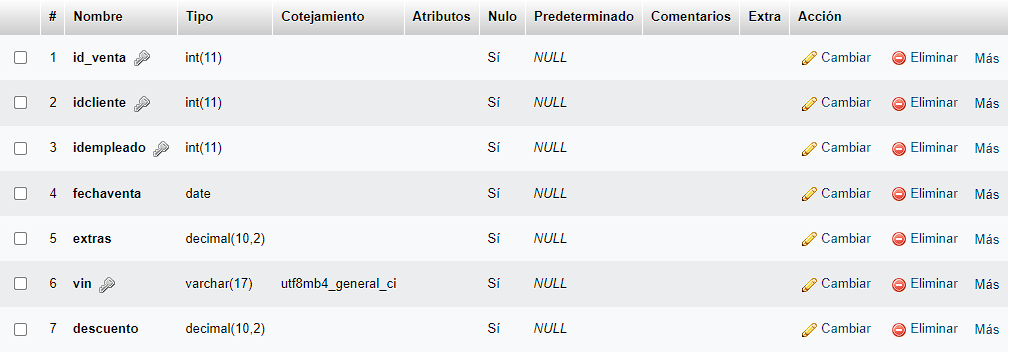 # Nombre Tipo Cotejamiento Atributos Nulo Predeterminado Comentarios Extra Acción
1 id_venta int(11) Sí NULL Cambiar Eliminar Más
2 idcliente int(11) Sí NULL Cambiar Eliminar Más
3 idempleado int(11) Sí NULL Cambiar Eliminar Más
4 fechaventa date Sí NULL Cambiar Eliminar Más
5 extras decimal(10,2) Sí NULL Cambiar Eliminar Más
6 vin varchar(17) utf8mb4_general_ci Sí NULL Cambiar Eliminar Más
7 descuento decimal(10,2) Sí NULL Cambiar Eliminar Más